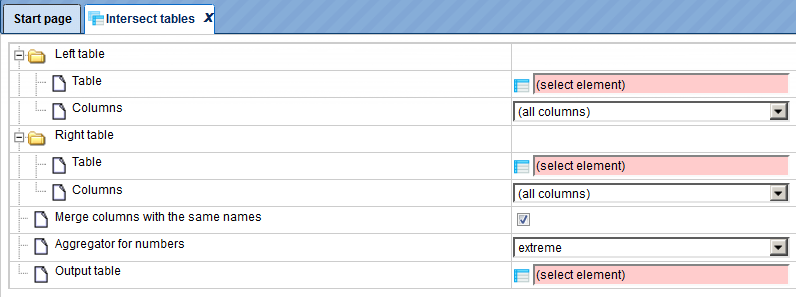 Start page Intersect tables X
Left table
Table (select element)
Columns (all columns)
Right table
Table (select element)
Columns (all columns)
Merge columns with the same names
Aggregator for numbers extreme
Output table (select element)